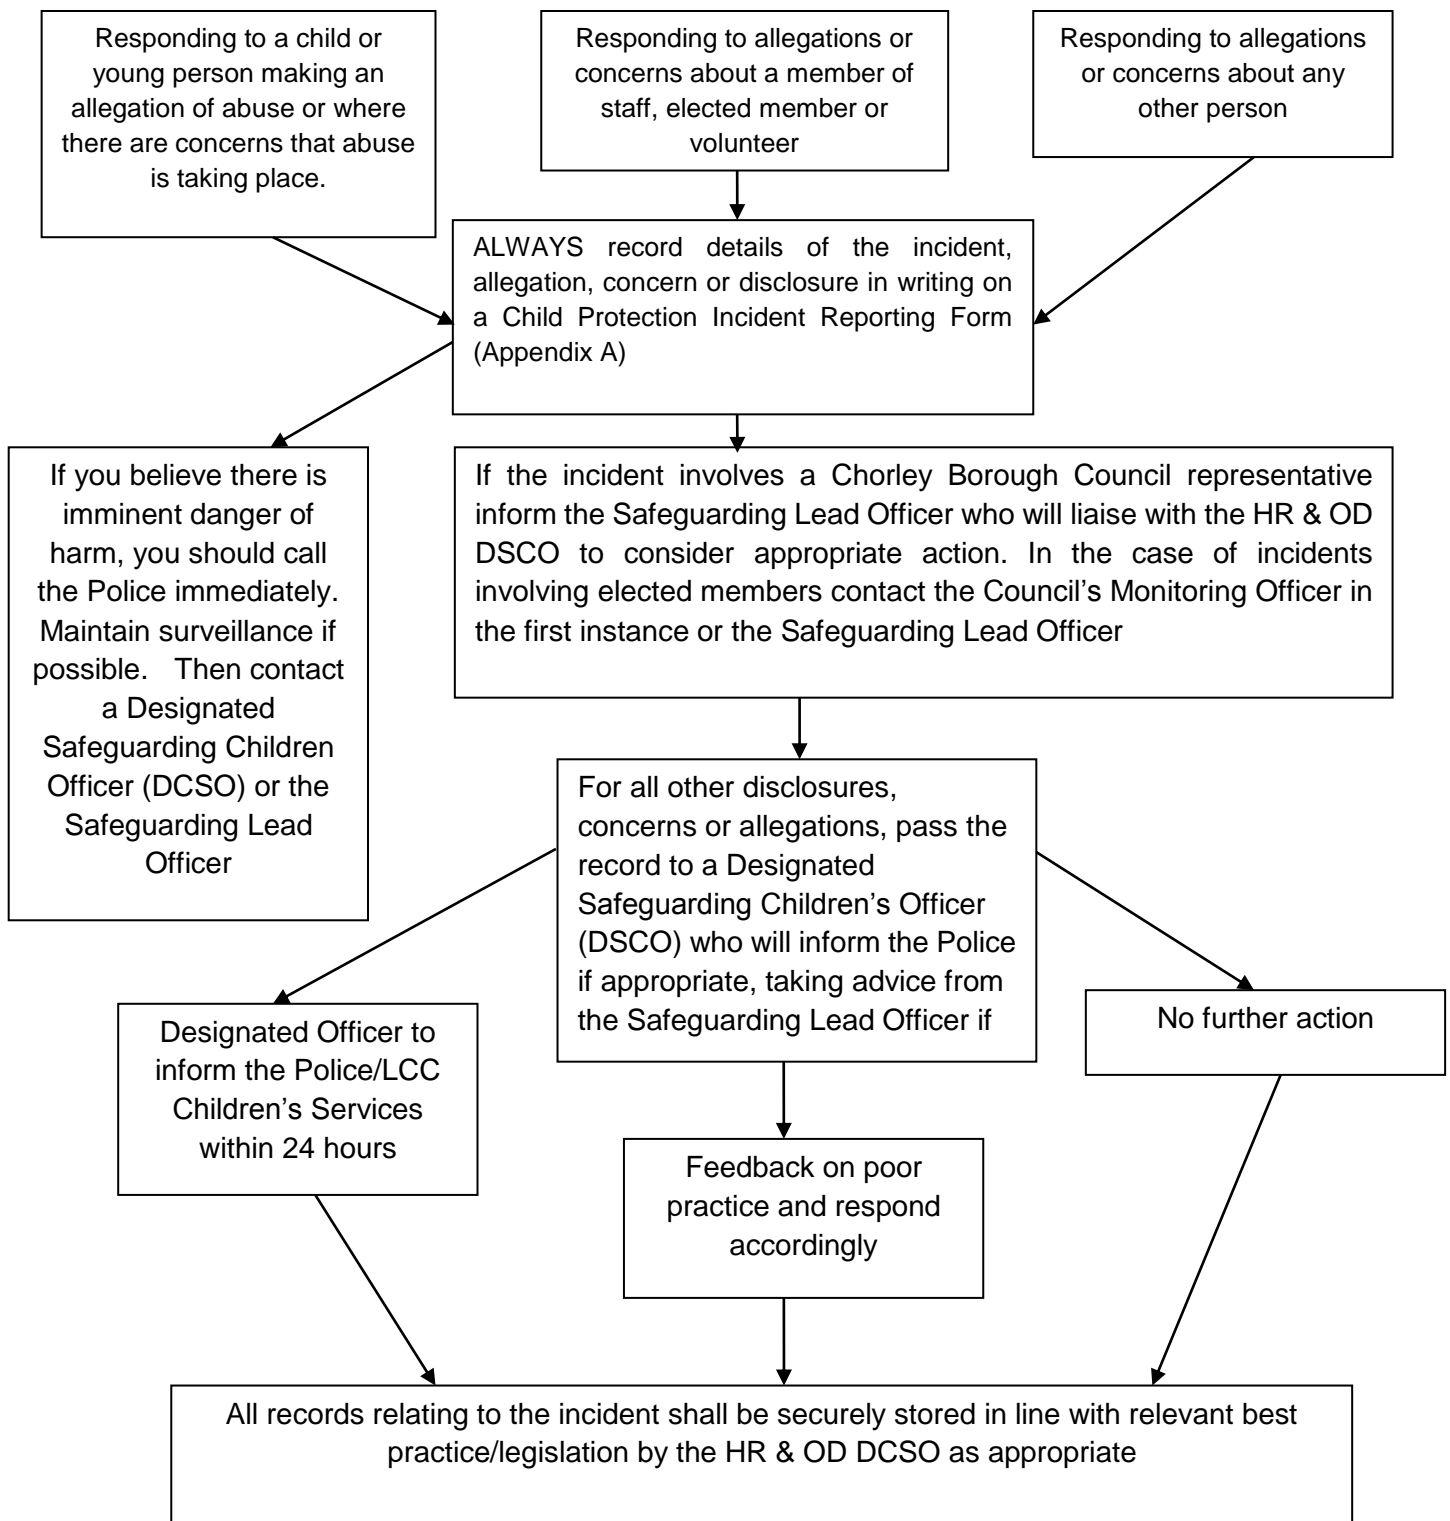 Responding to a child or
young person making an
allegation of abuse or where
there are concerns that abuse
is taking place.
Responding to allegations or
concerns about a member of
staff, elected member or
volunteer
Responding to allegations
or concerns about any
other person
ALWAYS record details of the incident,
allegation, concern or disclosure in writing on
a Child Protection Incident Reporting Form
(Appendix A)
If you believe there is
imminent danger of
harm, you should call
the Police immediately.
Maintain surveillance if
possible. Then contact
a Designated
Safeguarding Children
Officer (DCSO) or the
Safeguarding Lead
Officer
If the incident involves a Chorley Borough Council representative
inform the Safeguarding Lead Officer who will liaise with the HR & OD
DSCO to consider appropriate action. In the case of incidents
involving elected members contact the Council’s Monitoring Officer in
the first instance or the Safeguarding Lead Officer
For all other disclosures,
concerns or allegations, pass the
record to a Designated
Safeguarding Children’s Officer
(DSCO) who will inform the Police
if appropriate, taking advice from
the Safeguarding Lead Officer if
Designated Officer to
inform the Police/LCC
Children’s Services
within 24 hours
No further action
Feedback on poor
practice and respond
accordingly
All records relating to the incident shall be securely stored in line with relevant best
practice/legislation by the HR & OD DCSO as appropriate